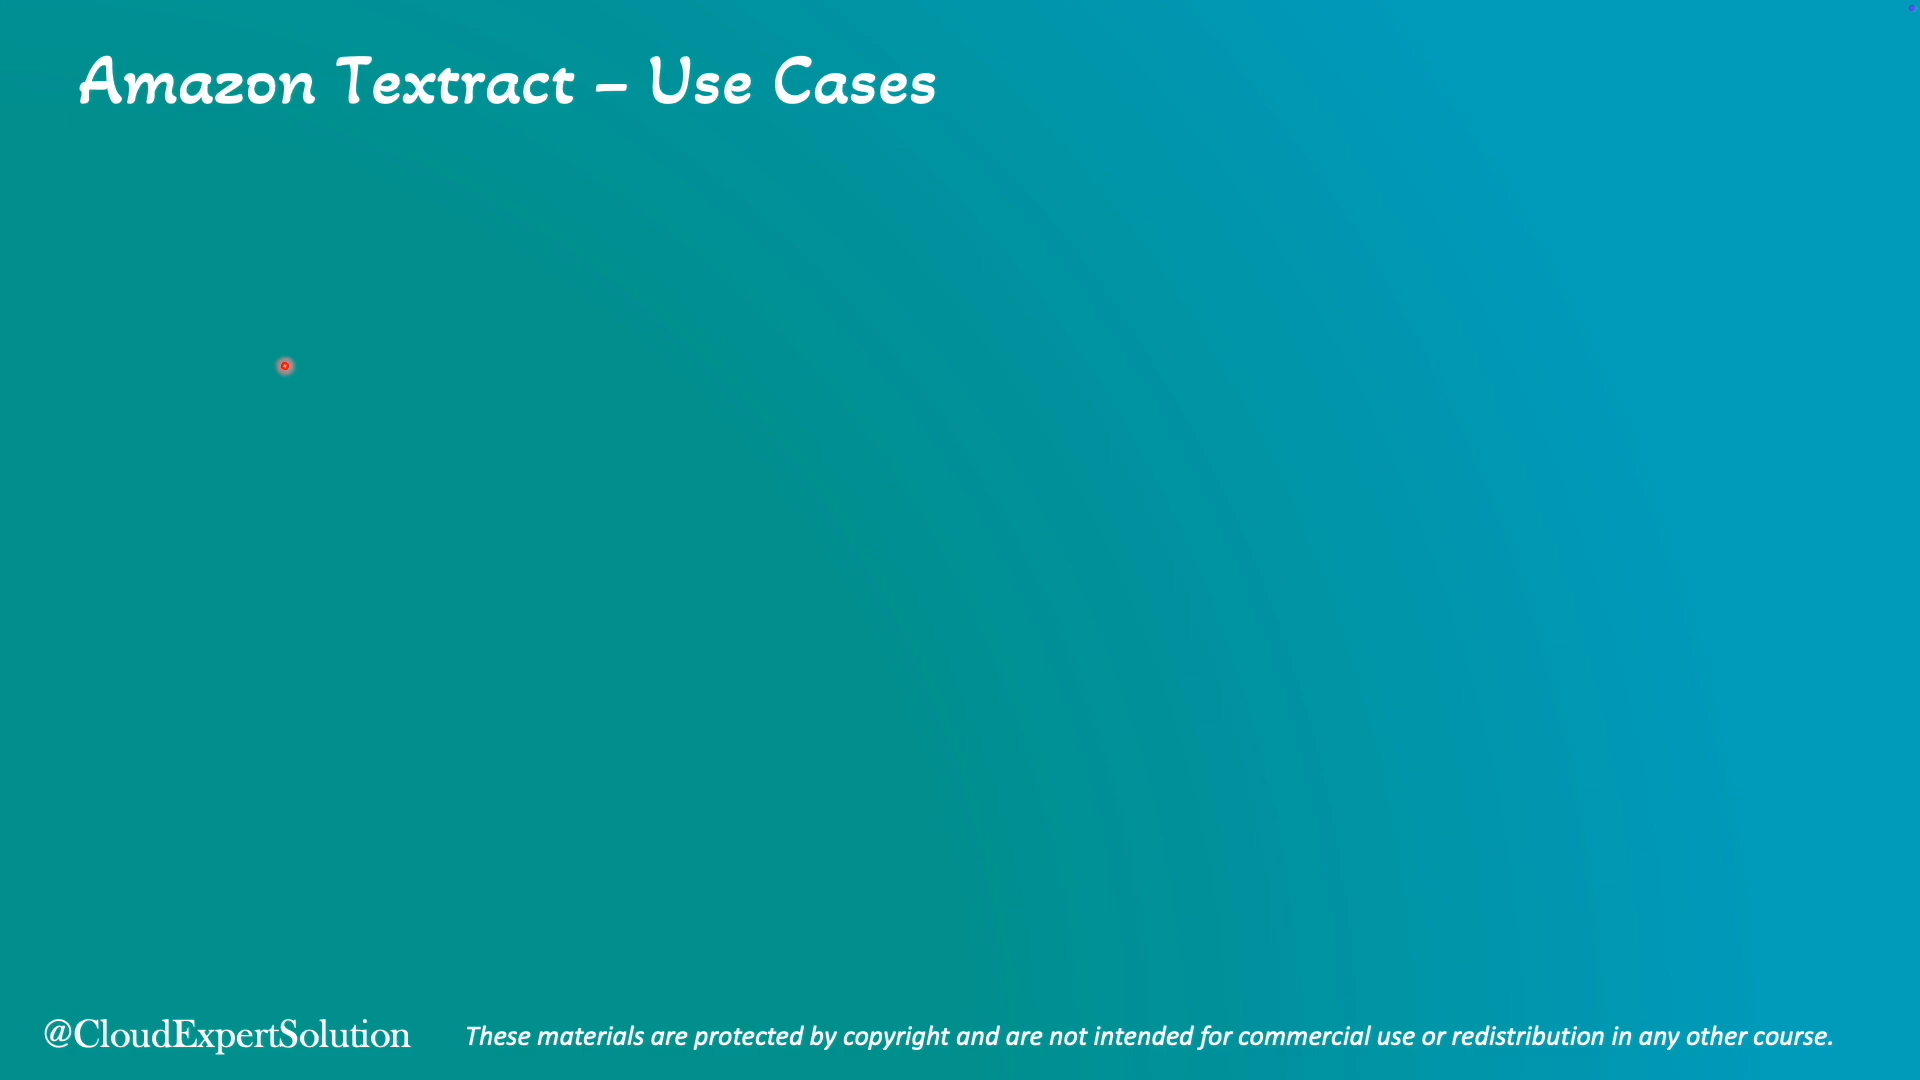 Amazon Textract – Use Cases
@CloudExpertSolution
These materials are protected by copyright and are not intended for commercial use or redistribution in any other course.